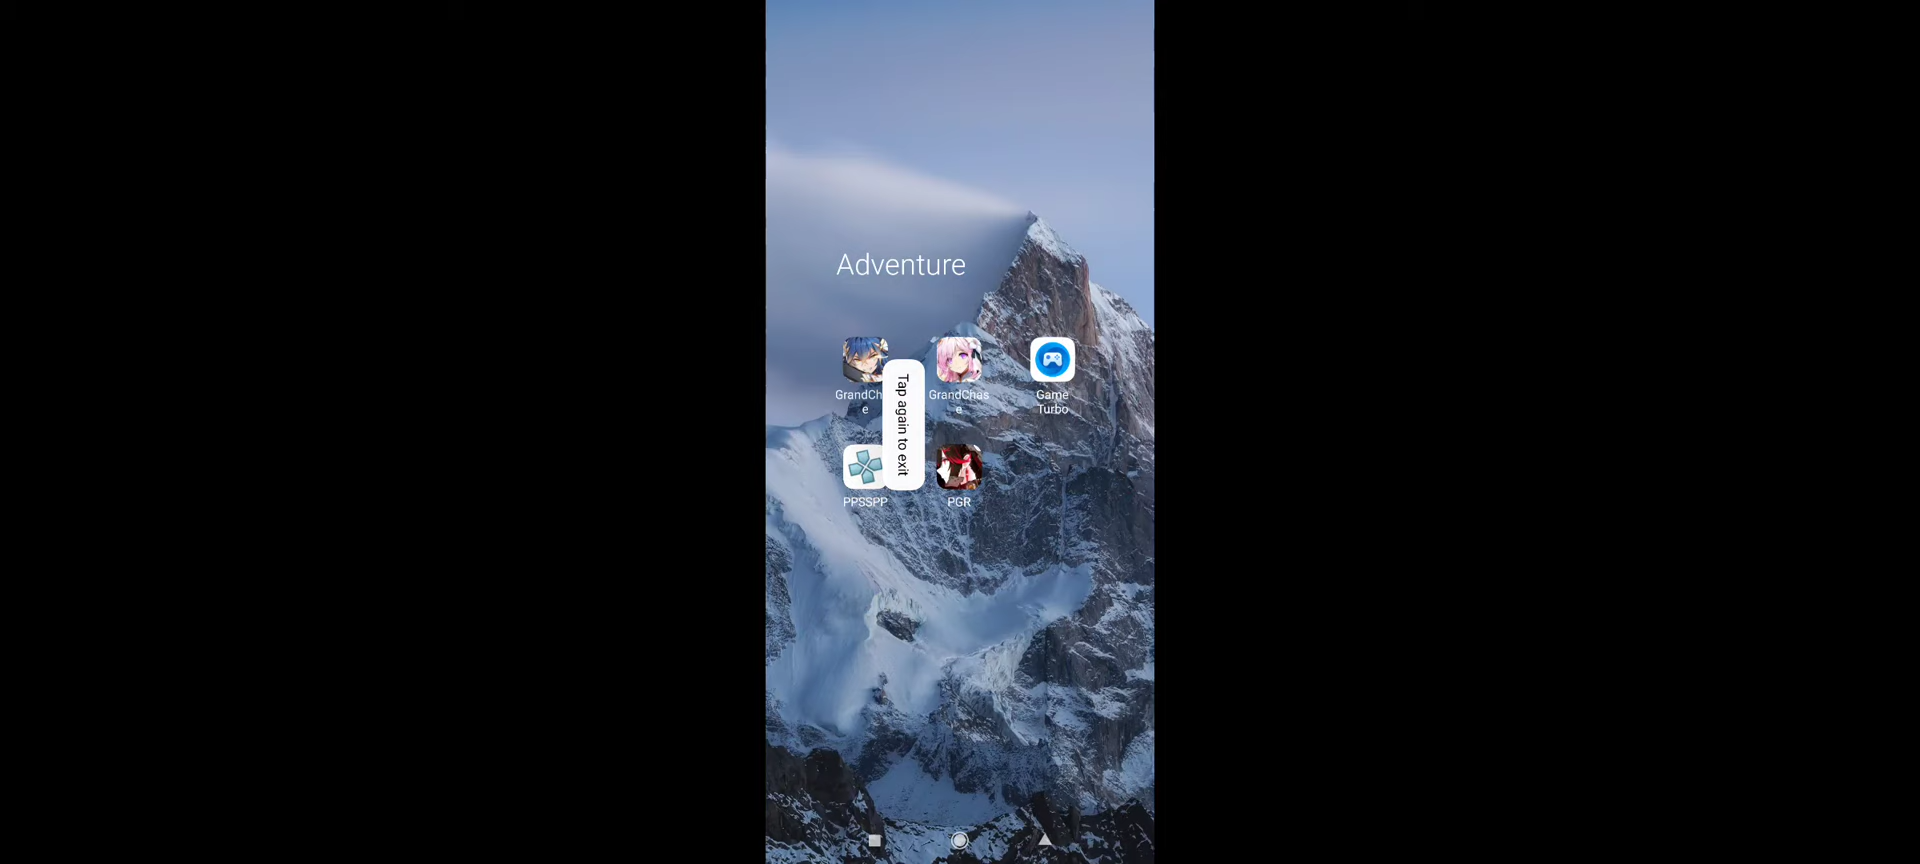 Adventure
GrandCh
e
GrandChas
e
Game
Turbo
Tap again to exit
PPSSPP
PGR